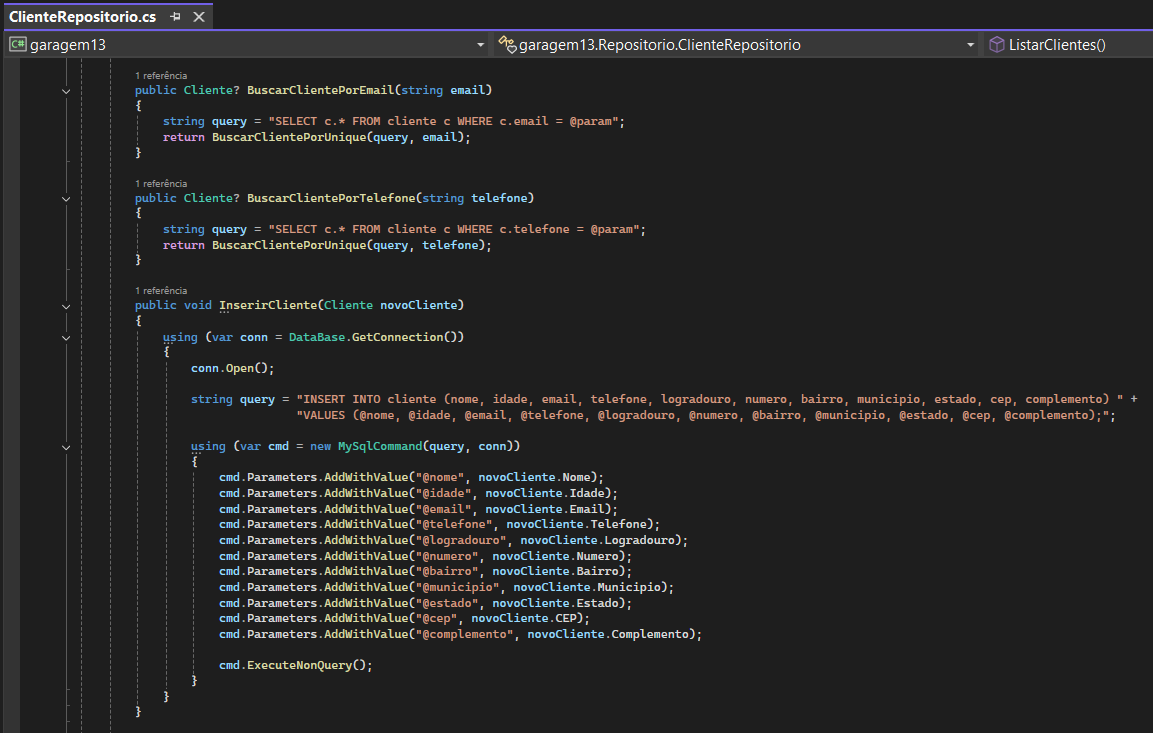 ClienteRepositorio.cs
C# garagem13 garagem13.Repositorio.ClienteRepositorio ListarClientes()
1 referência
public Cliente? BuscarClientePorEmail(string email)
{
string query = "SELECT c.* FROM cliente c WHERE c.email = @param";
return BuscarClientePorUnique(query, email);
}
1 referência
public Cliente? BuscarClientePorTelefone(string telefone)
{
string query = "SELECT c.* FROM cliente c WHERE c.telefone = @param";
return BuscarClientePorUnique(query, telefone);
}
1 referência
public void InserirCliente(Cliente novoCliente)
{
using (var conn = DataBase.GetConnection())
{
conn.Open();
string query = "INSERT INTO cliente (nome, idade, email, telefone, logradouro, numero, bairro, municipio, estado, cep, complemento) " +
"VALUES (@nome, @idade, @email, @telefone, @logradouro, @numero, @bairro, @municipio, @estado, @cep, @complemento);";
using (var cmd = new MySqlCommand(query, conn))
{
cmd.Parameters.AddWithValue("@nome", novoCliente.Nome);
cmd.Parameters.AddWithValue("@idade", novoCliente.Idade);
cmd.Parameters.AddWithValue("@email", novoCliente.Email);
cmd.Parameters.AddWithValue("@telefone", novoCliente.Telefone);
cmd.Parameters.AddWithValue("@logradouro", novoCliente.Logradouro);
cmd.Parameters.AddWithValue("@numero", novoCliente.Numero);
cmd.Parameters.AddWithValue("@bairro", novoCliente.Bairro);
cmd.Parameters.AddWithValue("@municipio", novoCliente.Municipio);
cmd.Parameters.AddWithValue("@estado", novoCliente.Estado);
cmd.Parameters.AddWithValue("@cep", novoCliente.CEP);
cmd.Parameters.AddWithValue("@complemento", novoCliente.Complemento);
cmd.ExecuteNonQuery();
}
}
}